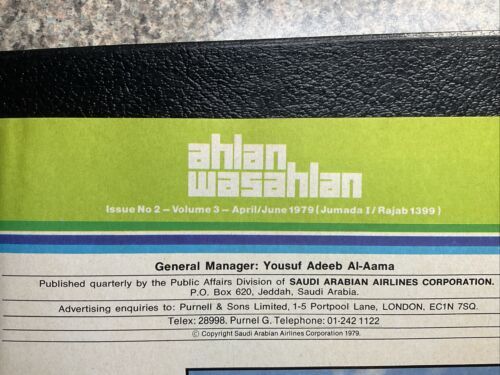 ahlan
wasahlan
Issue No 2 — Volume 3 — April/June 1979 ( Jumada I / Rajab 1399 )
General Manager: Yousuf Adeeb Al-Aama
Published quarterly by the Public Affairs Division of SAUDI ARABIAN AIRLINES CORPORATION.
P.O. Box 620, Jeddah, Saudi Arabia.
Advertising enquiries to: Purnell & Sons Limited, 1-5 Portpool Lane, LONDON, EC1N 7SQ.
Telex: 28998, Purnel G. Telephone: 01-242 1122
© Copyright Saudi Arabian Airlines Corporation 1979.